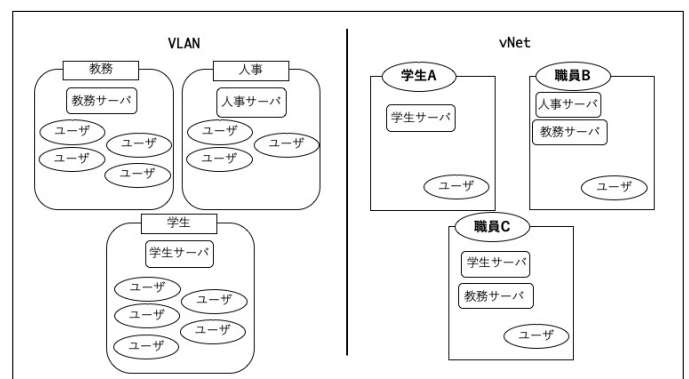 VLAN
教務
教務サーバ
ユーザ
ユーザ
ユーザ
ユーザ
人事
人事サーバ
ユーザ
ユーザ
ユーザ
学生
学生サーバ
ユーザ
ユーザ
ユーザ
ユーザ
ユーザ
vNet
学生A
学生サーバ
ユーザ
職員B
人事サーバ
教務サーバ
ユーザ
職員C
学生サーバ
教務サーバ
ユーザ